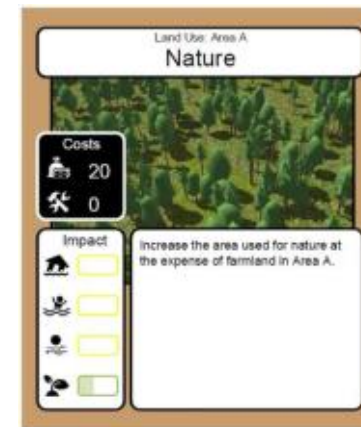 Land Use: Area A
Nature
Costs
20
0
Impact
Increase the area used for nature at
the expense of farmland in Area A.